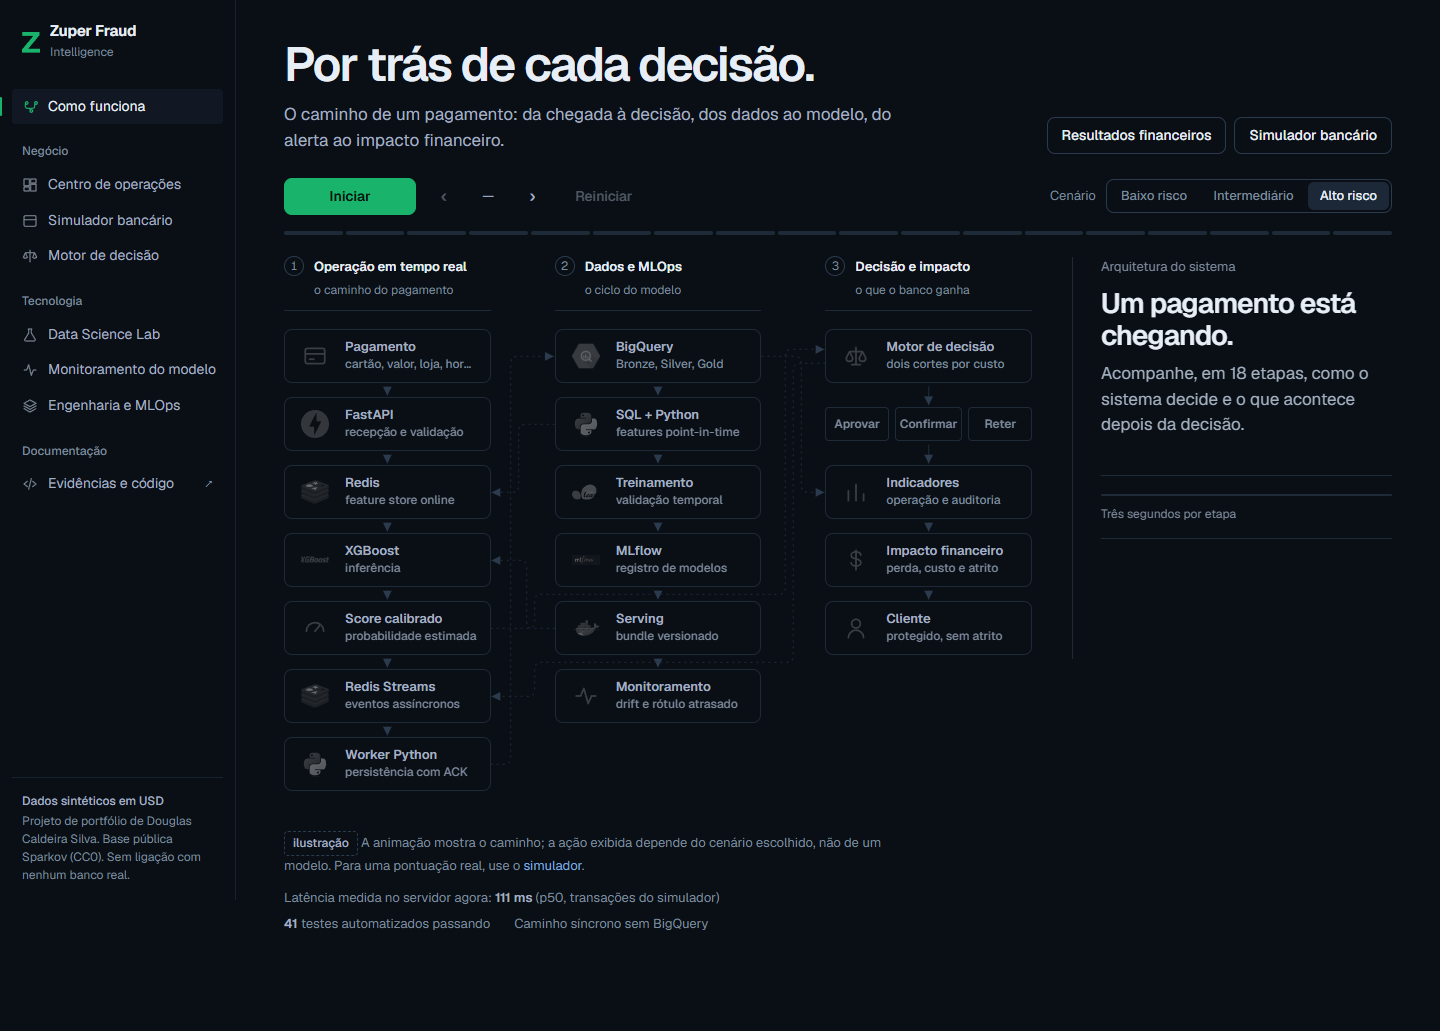 Zuper Fraud
Intelligence
Como funciona
Negócio
Centro de operações
Simulador bancário
Motor de decisão
Tecnologia
Data Science Lab
Monitoramento do modelo
Engenharia e MLOps
Documentação
Evidências e código ↗
Dados sintéticos em USD
Projeto de portfólio de Douglas
Caldeira Silva. Base pública
Sparkov (CC0). Sem ligação com
nenhum banco real.
Por trás de cada decisão.
O caminho de um pagamento: da chegada à decisão, dos dados ao modelo, do
alerta ao impacto financeiro.
Resultados financeiros
Simulador bancário
Iniciar
‹ — ›
Reiniciar
Cenário
Baixo risco
Intermediário
Alto risco
1 Operação em tempo real
o caminho do pagamento
Pagamento
cartão, valor, loja, hor...
FastAPI
recepção e validação
Redis
feature store online
XGBoost
XGBoost
inferência
Score calibrado
probabilidade estimada
Redis Streams
eventos assíncronos
Worker Python
persistência com ACK
2 Dados e MLOps
o ciclo do modelo
BigQuery
Bronze, Silver, Gold
SQL + Python
features point-in-time
Treinamento
validação temporal
mlflow
MLflow
registro de modelos
Serving
bundle versionado
Monitoramento
drift e rótulo atrasado
3 Decisão e impacto
o que o banco ganha
Motor de decisão
dois cortes por custo
Aprovar
Confirmar
Reter
Indicadores
operação e auditoria
Impacto financeiro
perda, custo e atrito
Cliente
protegido, sem atrito
Arquitetura do sistema
Um pagamento está
chegando.
Acompanhe, em 18 etapas, como o
sistema decide e o que acontece
depois da decisão.
Três segundos por etapa
ilustração A animação mostra o caminho; a ação exibida depende do cenário escolhido, não de um
modelo. Para uma pontuação real, use o simulador.
Latência medida no servidor agora: 111 ms (p50, transações do simulador)
41 testes automatizados passando
Caminho síncrono sem BigQuery